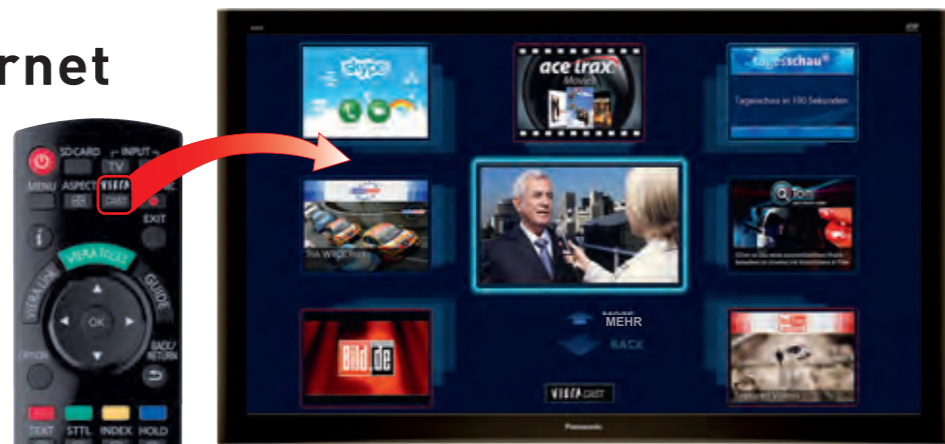 rnet
SD CARD
INPUT
TV
MENU
ASPECT
VIERA
CAST
EXIT
i
VIERA TOOLS
VIERA LINK
GUIDE
OK
OPTION
BACK/
RETURN
TEXT
STTL
INDEX
HOLD
skype
ace trax
Movies
tagesschau
Tagesschau in 100 Sekunden
Q Tom
MEHR
BACK
Bild.de
VIERA CAST
Panasonic